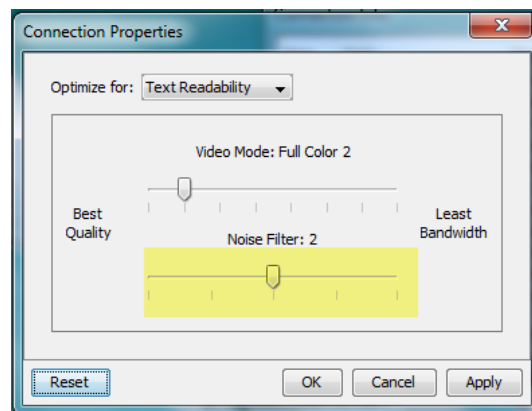 Connection Properties
Optimize for: Text Readability
Video Mode: Full Color 2
Best Quality
Least Bandwidth
Noise Filter: 2
Reset OK Cancel Apply